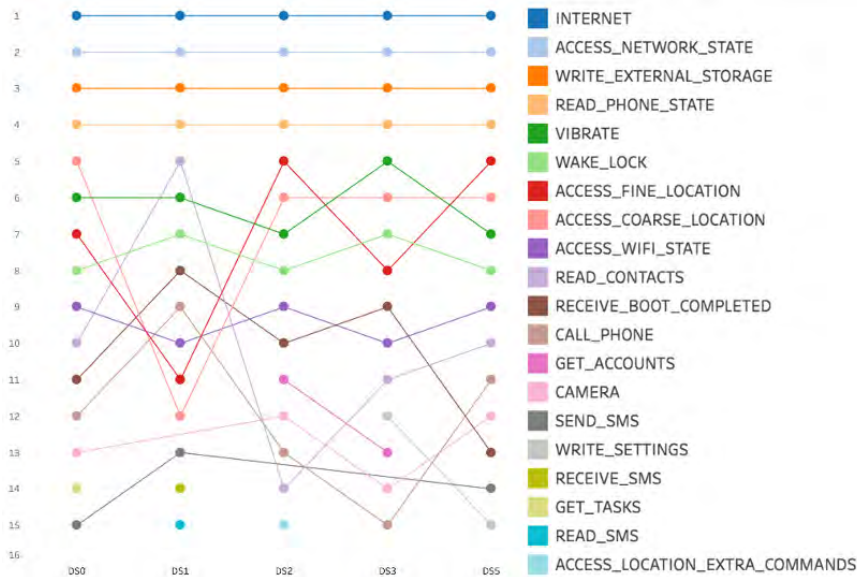 1
2
3
4
5
6
7
8
9
10
11
12
13
14
15
16
DS0 DS1 DS2 DS3 DS5
INTERNET
ACCESS_NETWORK_STATE
WRITE_EXTERNAL_STORAGE
READ_PHONE_STATE
VIBRATE
WAKE_LOCK
ACCESS_FINE_LOCATION
ACCESS_COARSE_LOCATION
ACCESS_WIFI_STATE
READ_CONTACTS
RECEIVE_BOOT_COMPLETED
CALL_PHONE
GET_ACCOUNTS
CAMERA
SEND_SMS
WRITE_SETTINGS
RECEIVE_SMS
GET_TASKS
READ_SMS
ACCESS_LOCATION_EXTRA_COMMANDS